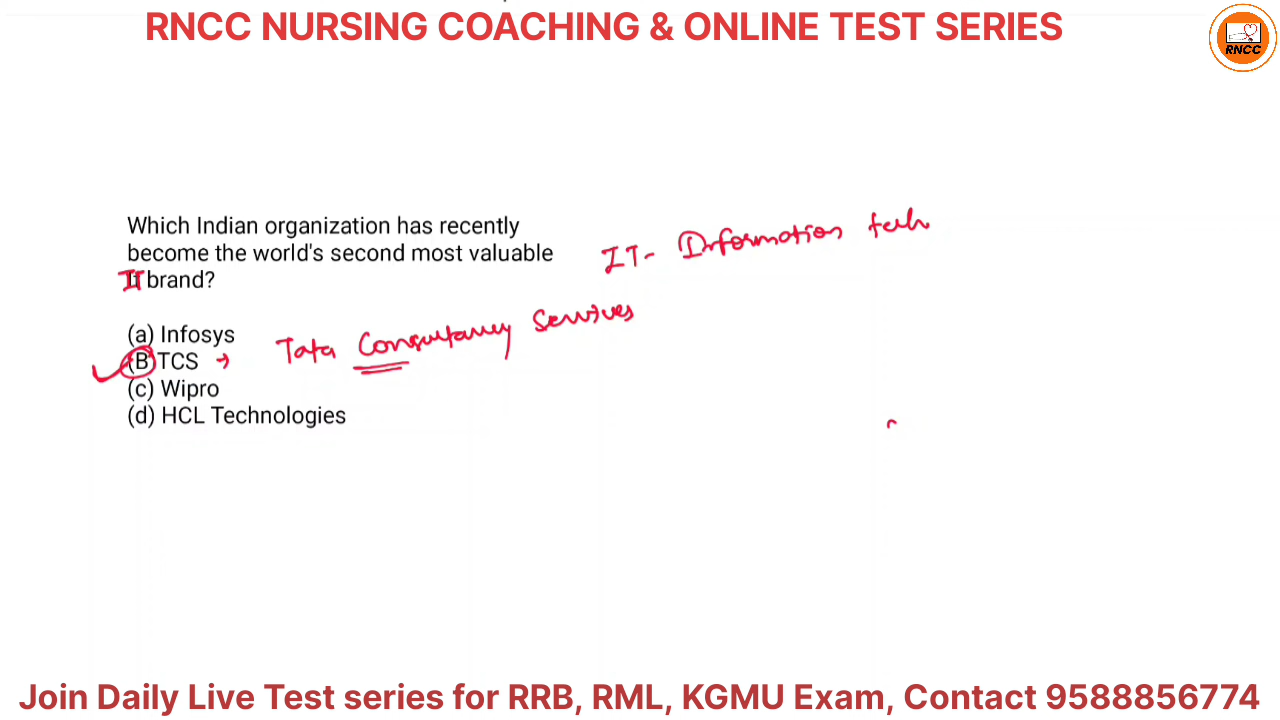 RNCC NURSING COACHING & ONLINE TEST SERIES
RNCC
Which Indian organization has recently
become the world's second most valuable
IT brand?
IT- Information tech
(a) Infosys
(B) TCS → Tata Consultancy Services
(c) Wipro
(d) HCL Technologies
Join Daily Live Test series for RRB, RML, KGMU Exam, Contact 9588856774